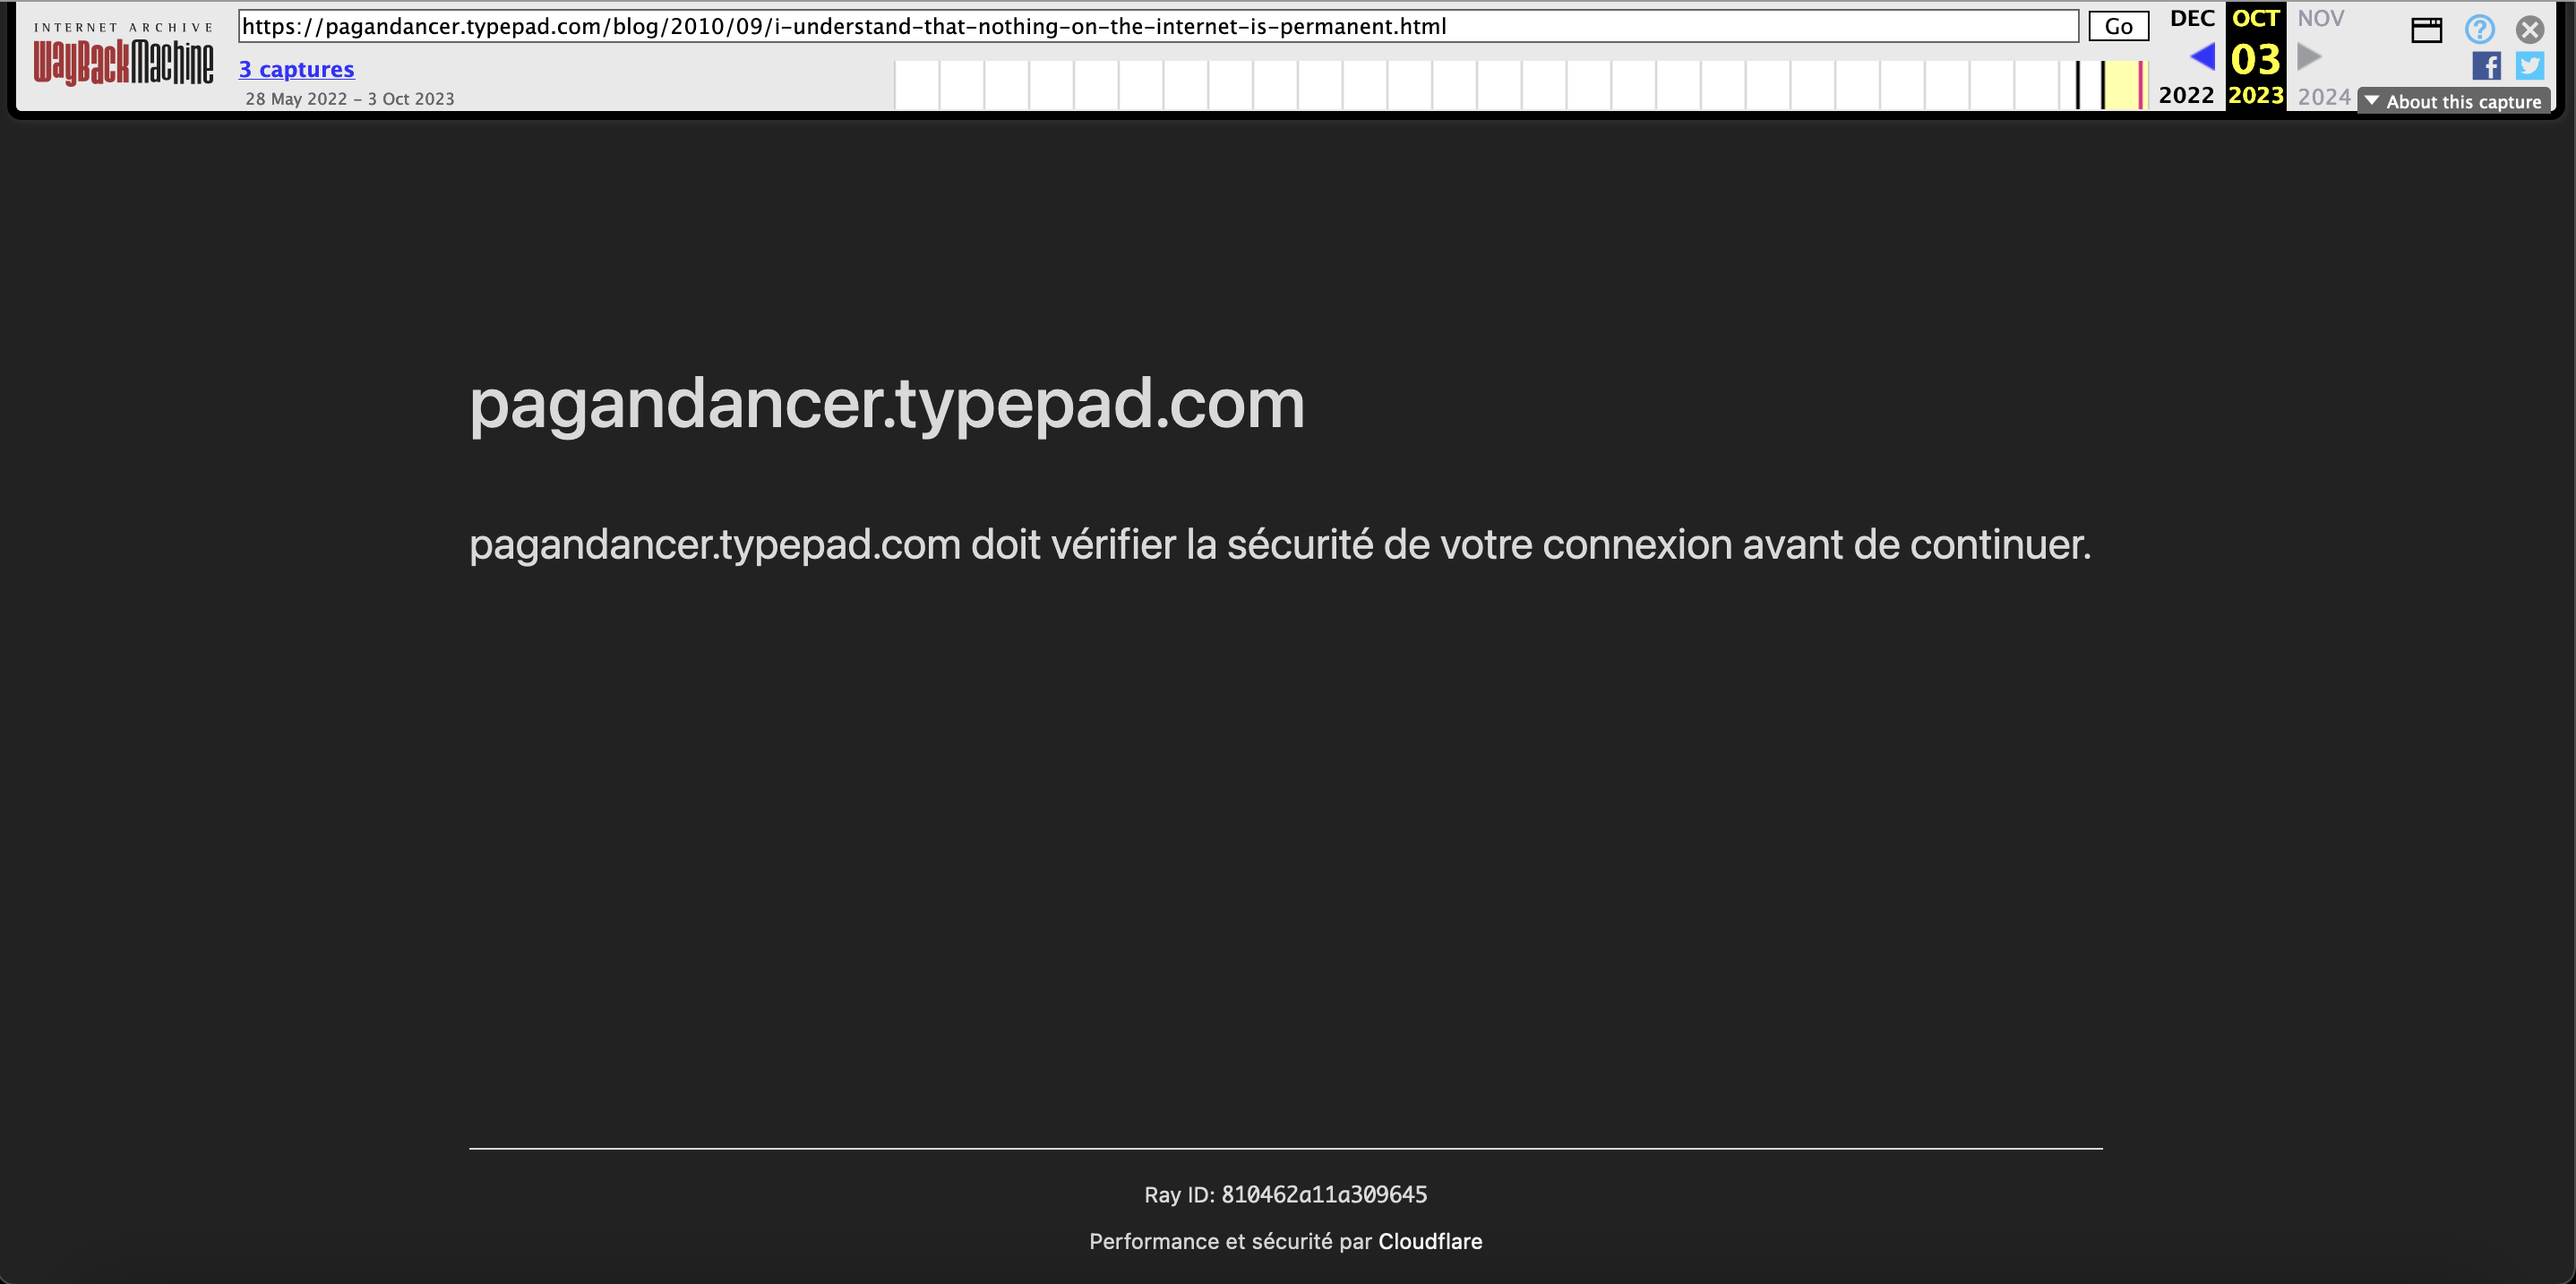 INTERNET ARCHIVE
WayBackMachine
https://pagandancer.typepad.com/blog/2010/09/i-understand-that-nothing-on-the-internet-is-permanent.html
Go
3 captures
28 May 2022 – 3 Oct 2023
DEC OCT NOV
03
2022 2023 2024
? f
▼ About this capture
pagandancer.typepad.com
pagandancer.typepad.com doit vérifier la sécurité de votre connexion avant de continuer.
Ray ID: 810462a11a309645
Performance et sécurité par Cloudflare